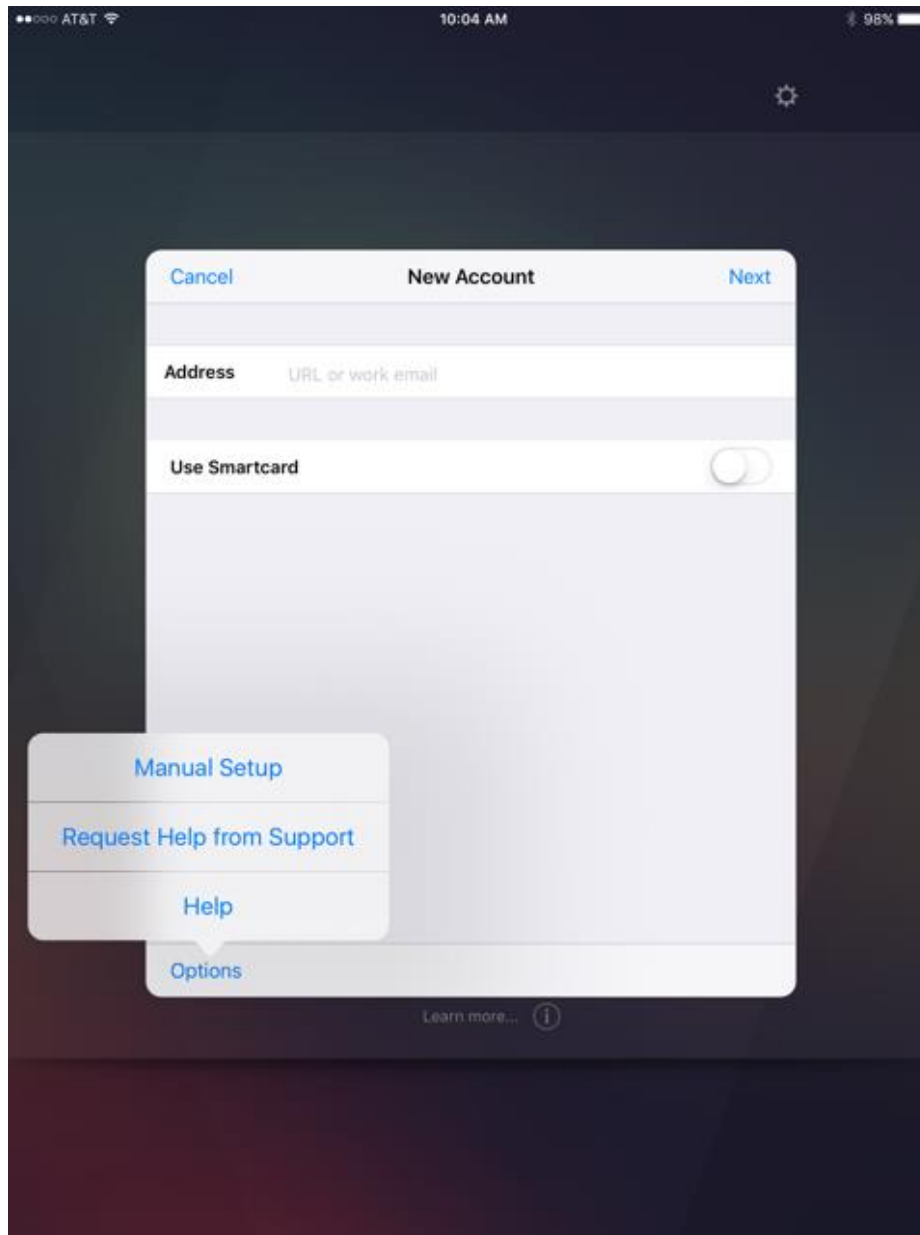 AT&T 10:04 AM 98%
Cancel New Account Next
Address URL or work email
Use Smartcard
Manual Setup
Request Help from Support
Help
Options
Learn more...